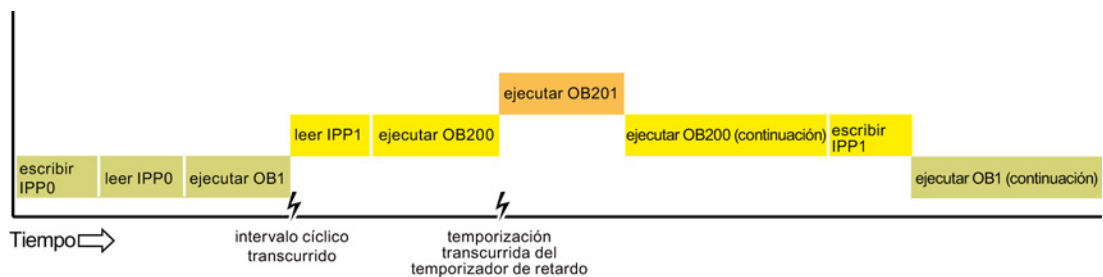 ejecutar OB201
leer IPP1
ejecutar OB200
ejecutar OB200 (continuación)
escribir
IPP1
escribir
IPP0
leer IPP0
ejecutar OB1
ejecutar OB1 (continuación)
Tiempo
intervalo cíclico
transcurrido
temporización
transcurrida del
temporizador de retardo